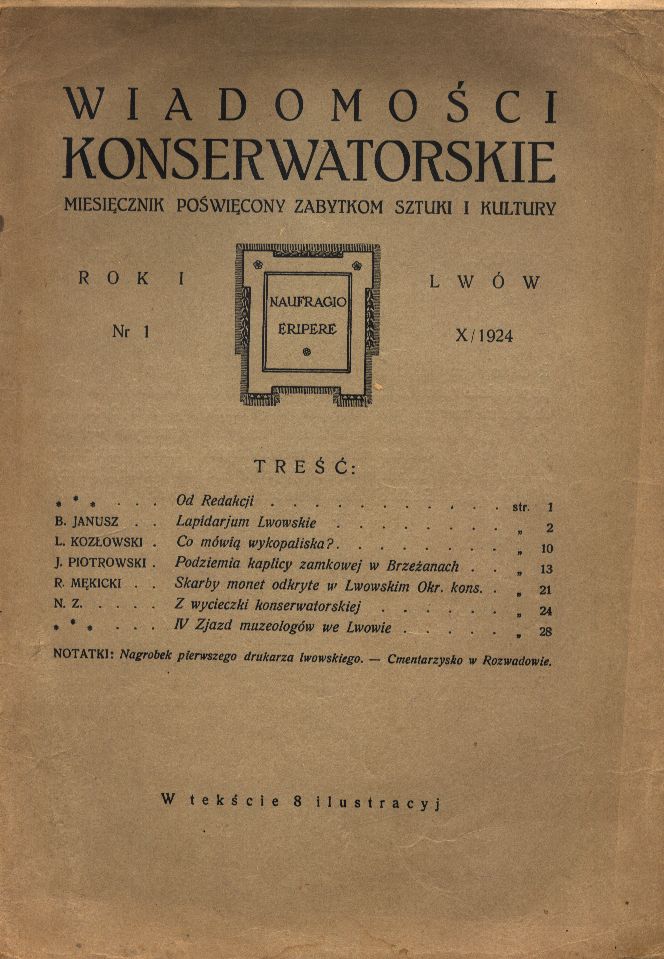 WIADOMOŚCI
KONSERWATORSKIE
MIESIĘCZNIK POŚWIĘCONY ZABYTKOM SZTUKI I KULTURY
ROK I
LWÓW
Nr 1
X/1924
NAUFRAGIO
ERIPERE
TREŚĆ:
* * * . . . Od Redakcji . . . . . . . . . . . . str. 1
B. JANUSZ . . Lapidarjum Lwowskie . . . . . . . . „ 2
L. KOZŁOWSKI . Co mówią wykopaliska? . . . . . . . . „ 10
J. PIOTROWSKI . Podziemia kaplicy zamkowej w Brzeżanach . . „ 13
R. MĘKICKI . . Skarby monet odkryte w Lwowskim Okr. kons. . „ 21
N. Z. . . . . Z wycieczki konserwatorskiej . . . . . . „ 24
* * * . . . IV Zjazd muzeologów we Lwowie . . . . . „ 28
NOTATKI: Nagrobek pierwszego drukarza lwowskiego. — Cmentarzysko w Rozwadowie.
W tekście 8 ilustracyj